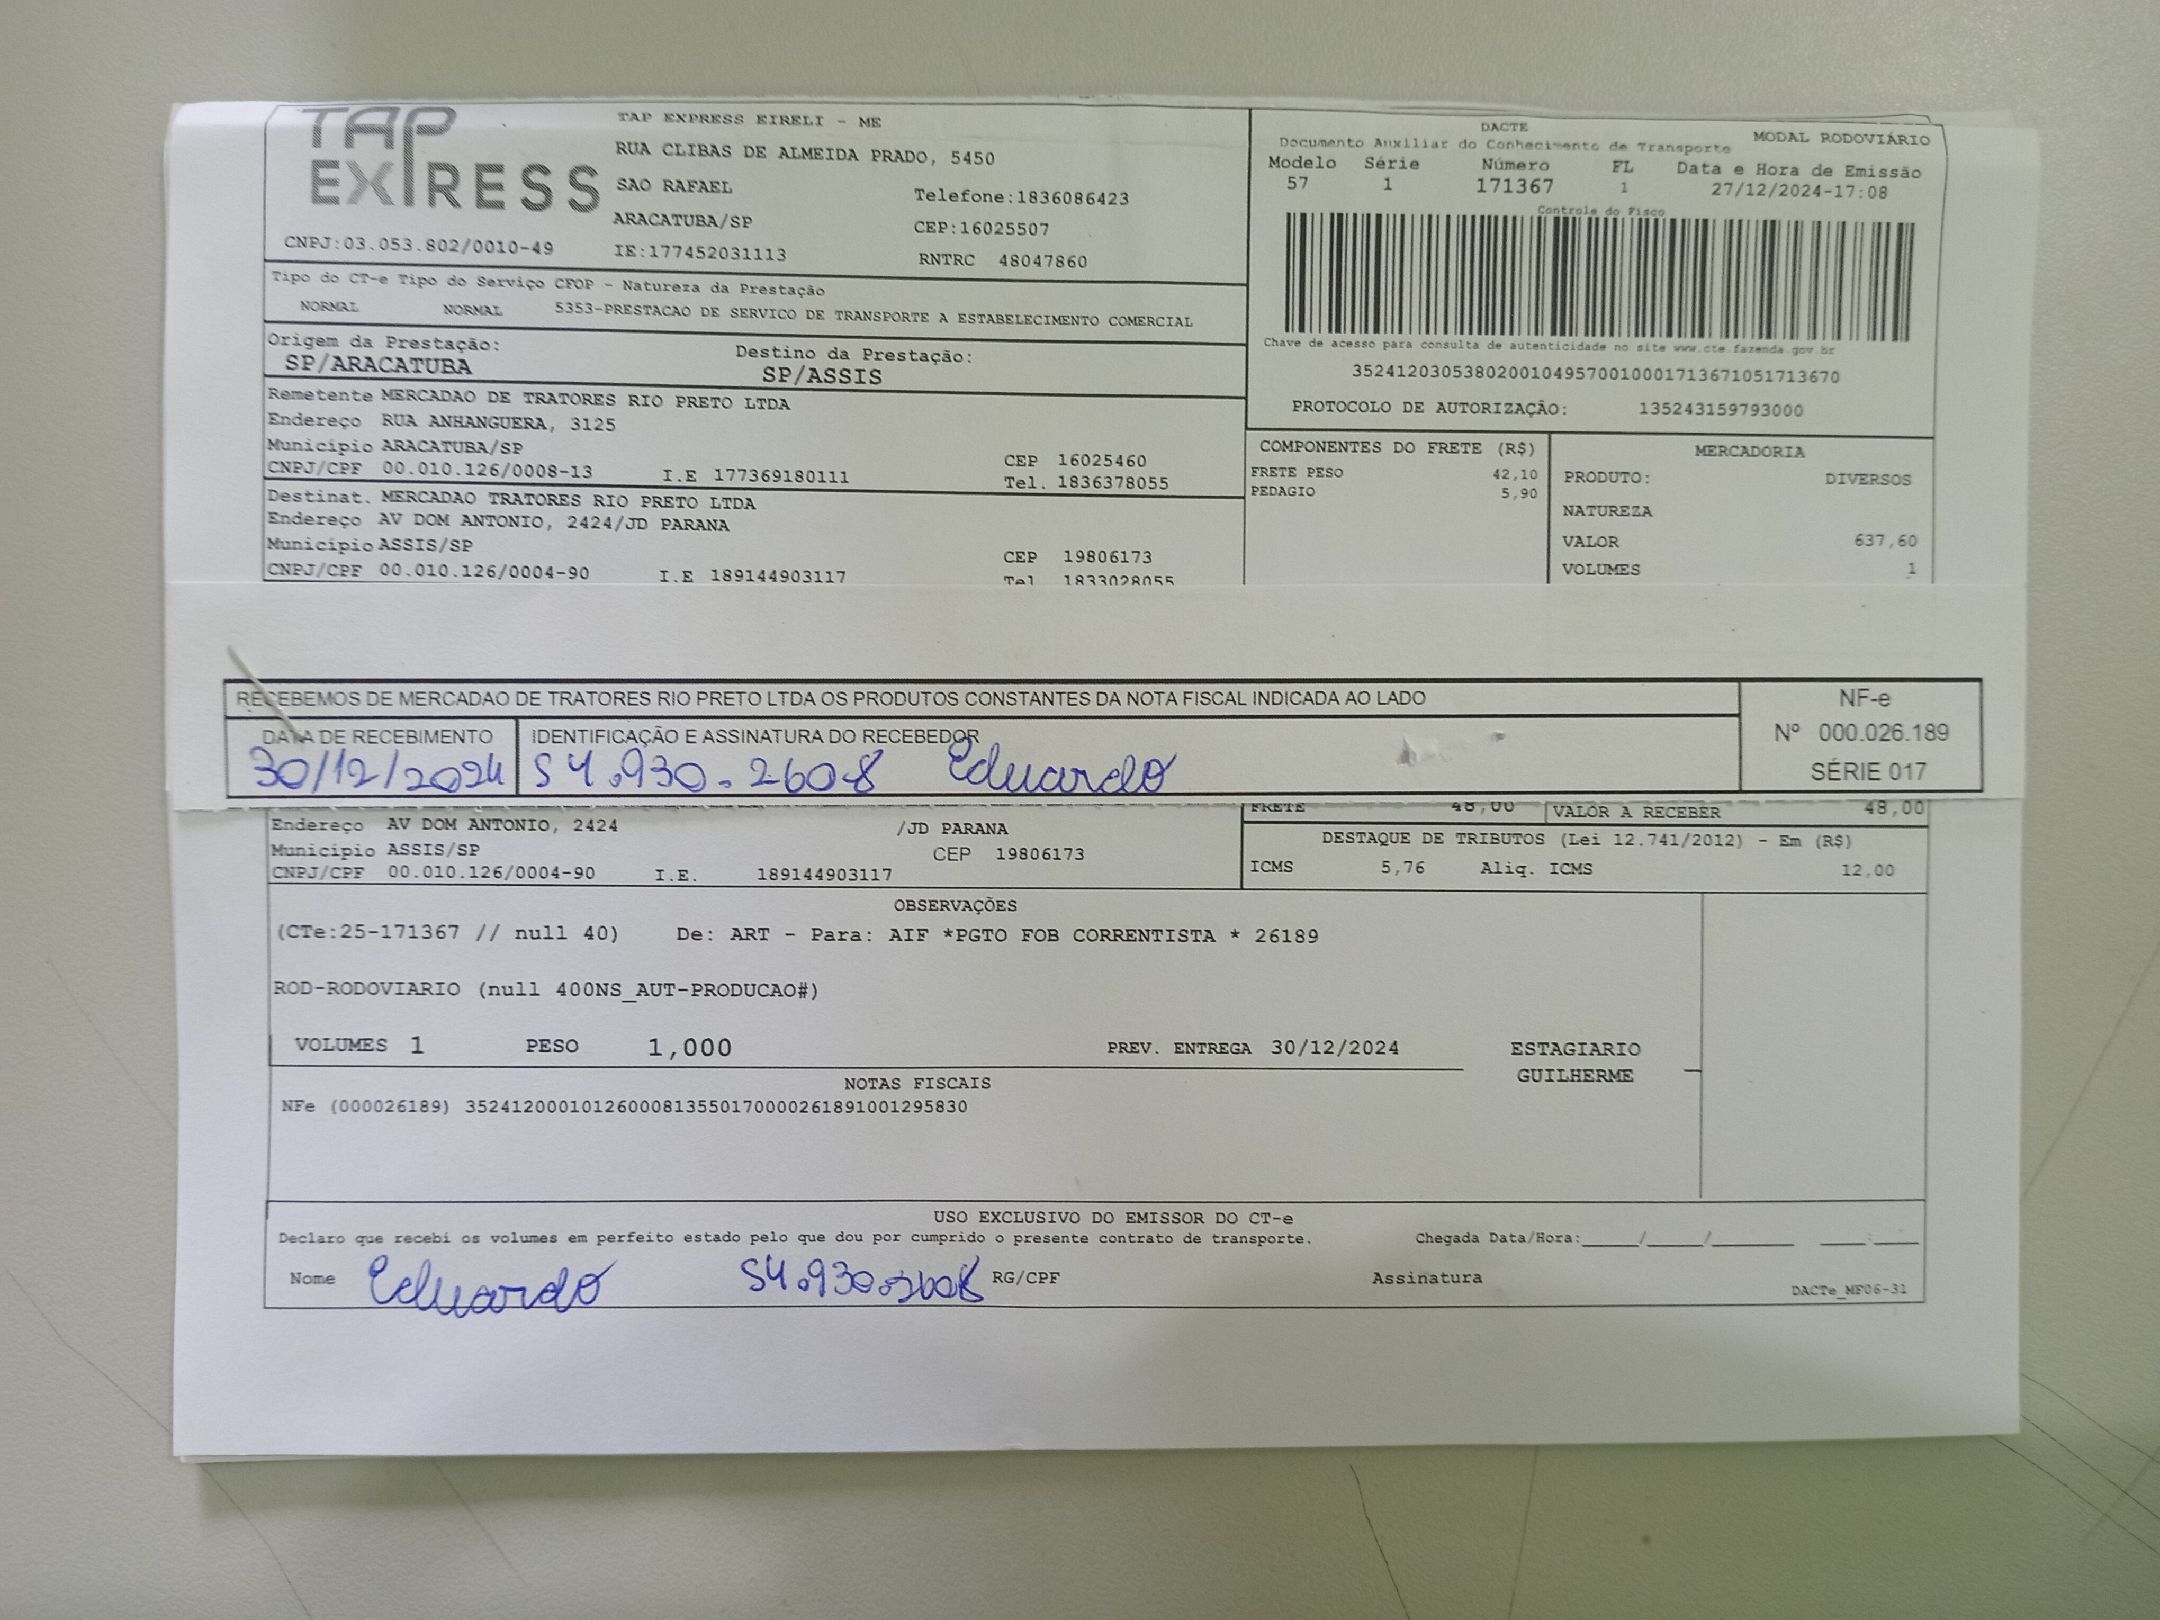 TAP EXPRESS
TAP EXPRESS EIRELI - ME
RUA CLIBAS DE ALMEIDA PRADO, 5450
SAO RAFAEL Telefone:1836086423
ARACATUBA/SP CEP:16025507
CNPJ:03.053.802/0010-49 IE:177452031113 RNTRC 48047860
DACTE MODAL RODOVIÁRIO
Documento Auxiliar do Conhecimento de Transporte
Modelo Série Número FL Data e Hora de Emissão
57 1 171367 1 27/12/2024-17:08
Controle do Fisco
Chave de acesso para consulta de autenticidade no site www.cte.fazenda.gov.br
35241203053802001049570010001713671051713670
PROTOCOLO DE AUTORIZAÇÃO: 135243159793000
Tipo do CT-e Tipo do Serviço CFOP - Natureza da Prestação
NORMAL NORMAL 5353-PRESTACAO DE SERVICO DE TRANSPORTE A ESTABELECIMENTO COMERCIAL
Origem da Prestação: Destino da Prestação:
SP/ARACATUBA SP/ASSIS
Remetente MERCADAO DE TRATORES RIO PRETO LTDA
Endereço RUA ANHANGUERA, 3125
Município ARACATUBA/SP CEP 16025460
CNPJ/CPF 00.010.126/0008-13 I.E 177369180111 Tel. 1836378055
Destinat. MERCADAO TRATORES RIO PRETO LTDA
Endereço AV DOM ANTONIO, 2424/JD PARANA
Município ASSIS/SP CEP 19806173
CNPJ/CPF 00.010.126/0004-90 I.E 189144903117 Tel 1833028055
COMPONENTES DO FRETE (R$)
FRETE PESO 42,10
PEDAGIO 5,90
MERCADORIA
PRODUTO: DIVERSOS
NATUREZA
VALOR 637,60
VOLUMES 1
RECEBEMOS DE MERCADAO DE TRATORES RIO PRETO LTDA OS PRODUTOS CONSTANTES DA NOTA FISCAL INDICADA AO LADO
DATA DE RECEBIMENTO IDENTIFICAÇÃO E ASSINATURA DO RECEBEDOR
30/12/2024 54.930.260-8 Eduardo
NF-e
Nº 000.026.189
SÉRIE 017
FRETE 48,00 VALOR A RECEBER 48,00
Endereço AV DOM ANTONIO, 2424 /JD PARANA
Município ASSIS/SP CEP 19806173
CNPJ/CPF 00.010.126/0004-90 I.E. 189144903117
DESTAQUE DE TRIBUTOS (Lei 12.741/2012) - Em (R$)
ICMS 5,76 Aliq. ICMS 12,00
OBSERVAÇÕES
(CTe:25-171367 // null 40) De: ART - Para: AIF *PGTO FOB CORRENTISTA * 26189
ROD-RODOVIARIO (null 400NS_AUT-PRODUCAO#)
VOLUMES 1 PESO 1,000 PREV. ENTREGA 30/12/2024 ESTAGIARIO
GUILHERME
NOTAS FISCAIS
NFe (000026189) 35241200010126000813550170000261891001295830
USO EXCLUSIVO DO EMISSOR DO CT-e
Declaro que recebi os volumes em perfeito estado pelo que dou por cumprido o presente contrato de transporte. Chegada Data/Hora:_____/_____/________ ____:____
Nome Eduardo 54.930.260-8 RG/CPF Assinatura
DACTe_MF06-31